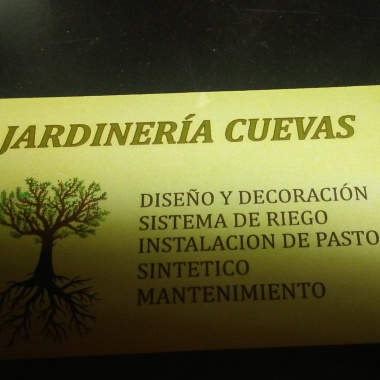 JARDINERÍA CUEVAS
DISEÑO Y DECORACIÓN
SISTEMA DE RIEGO
INSTALACION DE PASTO
SINTETICO
MANTENIMIENTO